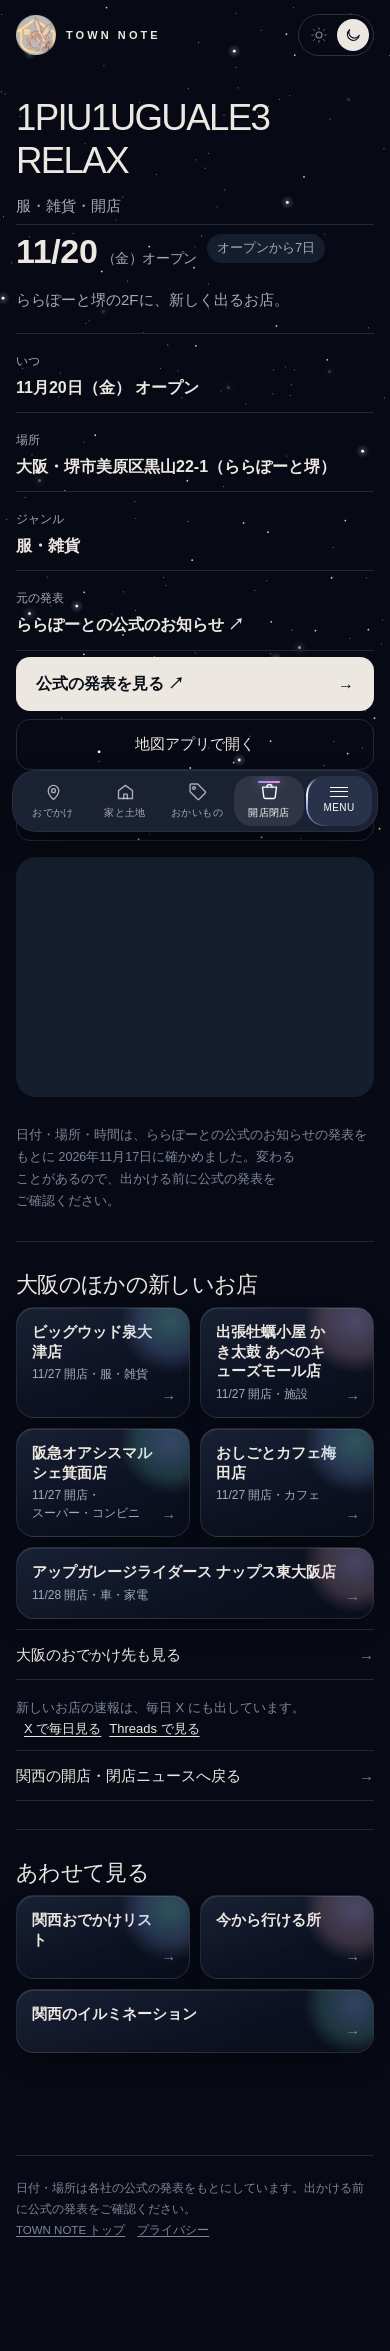 TOWN NOTE
1PIU1UGUALE3
RELAX
服・雑貨・開店
11/20 （金）オープン オープンから7日
ららぽーと堺の2Fに、新しく出るお店。
いつ
11月20日（金） オープン
場所
大阪・堺市美原区黒山22-1（ららぽーと堺）
ジャンル
服・雑貨
元の発表
ららぽーとの公式のお知らせ ↗
公式の発表を見る ↗ →
地図アプリで開く
おでかけ 家と土地 おかいもの 開店閉店 MENU
日付・場所・時間は、ららぽーとの公式のお知らせの発表を
もとに 2026年11月17日に確かめました。変わる
ことがあるので、出かける前に公式の発表を
ご確認ください。
大阪のほかの新しいお店
ビッグウッド泉大
津店
11/27 開店・服・雑貨
→
出張牡蠣小屋 か
き太鼓 あべのキ
ューズモール店
11/27 開店・施設
→
阪急オアシスマル
シェ箕面店
11/27 開店・
スーパー・コンビニ
→
おしごとカフェ梅
田店
11/27 開店・カフェ
→
アップガレージライダース ナップス東大阪店
11/28 開店・車・家電
→
大阪のおでかけ先も見る →
新しいお店の速報は、毎日 X にも出しています。
X で毎日見る Threads で見る
関西の開店・閉店ニュースへ戻る →
あわせて見る
関西おでかけリス
ト
→
今から行ける所
→
関西のイルミネーション
→
日付・場所は各社の公式の発表をもとにしています。出かける前
に公式の発表をご確認ください。
TOWN NOTE トップ プライバシー